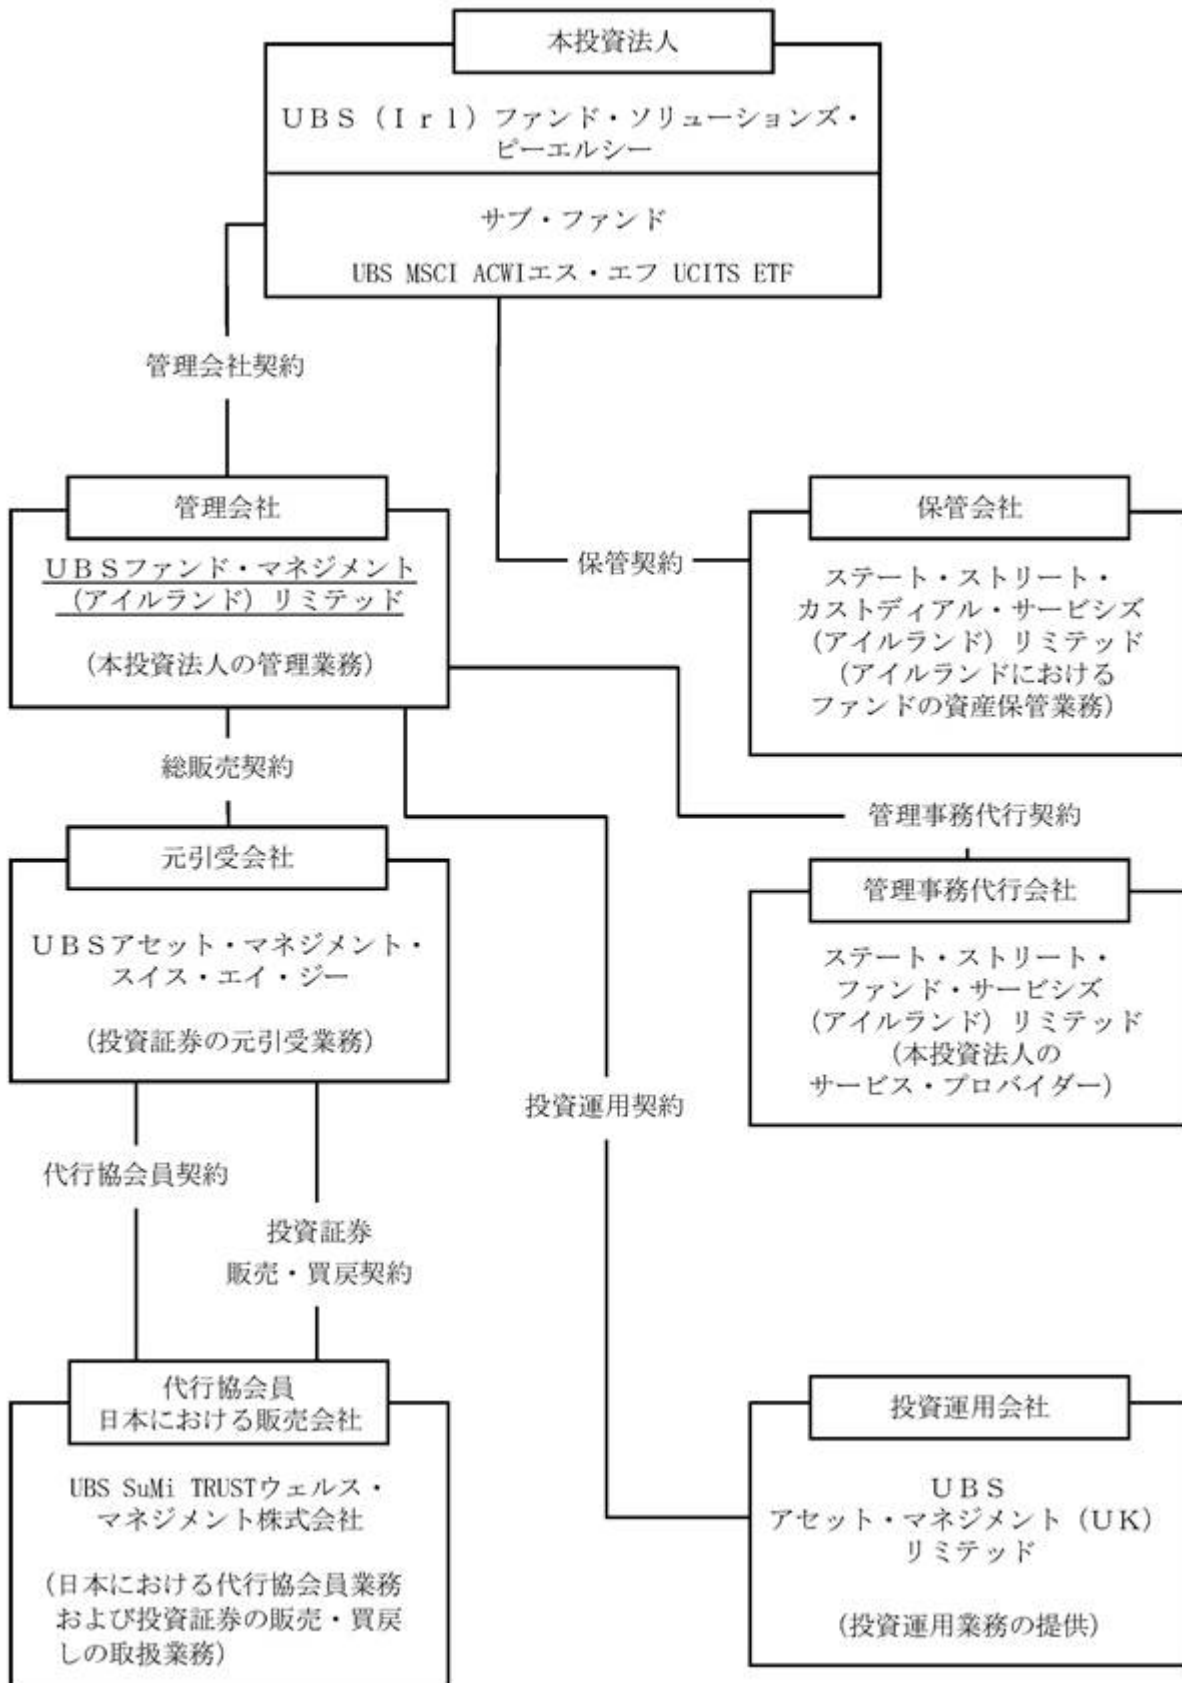 本投資法人
ＵＢＳ（Ｉｒｌ）ファンド・ソリューションズ・
ピーエルシー
サブ・ファンド
UBS MSCI ACWIエス・エフ UCITS ETF
管理会社契約
管理会社
ＵＢＳファンド・マネジメント
（アイルランド）リミテッド
（本投資法人の管理業務）
保管契約
保管会社
ステート・ストリート・
カストディアル・サービシズ
（アイルランド）リミテッド
（アイルランドにおける
ファンドの資産保管業務）
総販売契約
管理事務代行契約
元引受会社
ＵＢＳアセット・マネジメント・
スイス・エイ・ジー
（投資証券の元引受業務）
管理事務代行会社
ステート・ストリート・
ファンド・サービシズ
（アイルランド）リミテッド
（本投資法人の
サービス・プロバイダー）
投資運用契約
代行協会員契約
投資証券
販売・買戻契約
代行協会員
日本における販売会社
UBS SuMi TRUSTウェルス・
マネジメント株式会社
（日本における代行協会員業務
および投資証券の販売・買戻
しの取扱業務）
投資運用会社
ＵＢＳ
アセット・マネジメント（ＵＫ）
リミテッド
（投資運用業務の提供）